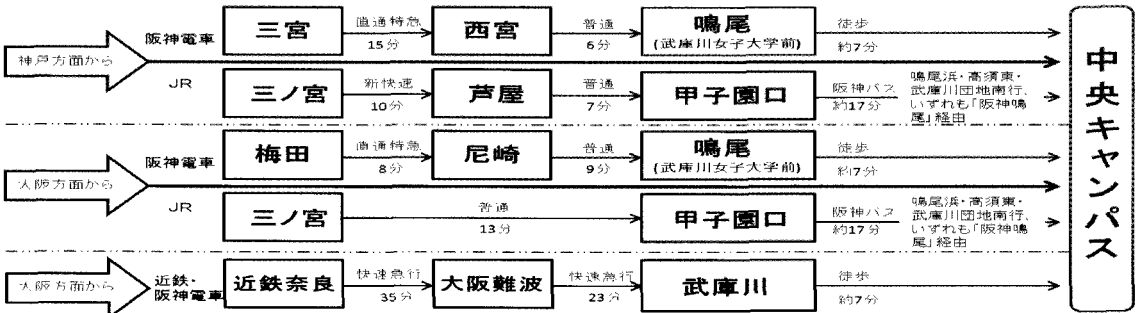 三宮
直通特急
15分
西宮
普通
6分
鳴尾
(武庫川女子大学前)
徒歩
約7分
阪神電車
神戸方面から
JR
三ノ宮
新快速
10分
芦屋
普通
7分
甲子園口
阪神バス
約17分
鳴尾浜・高須東・
武庫川団地南行、
いずれも「阪神鳴
尾」経由
阪神電車
梅田
直通特急
8分
尼崎
普通
9分
鳴尾
(武庫川女子大学前)
徒歩
約7分
大阪方面から
JR
三ノ宮
普通
13分
甲子園口
阪神バス
約17分
鳴尾浜・高須東・
武庫川団地南行、
いずれも「阪神鳴
尾」経由
大阪方面から
近鉄・
阪神電車
近鉄奈良
快速急行
35分
大阪難波
快速急行
23分
武庫川
徒歩
約7分
中央キャンパス